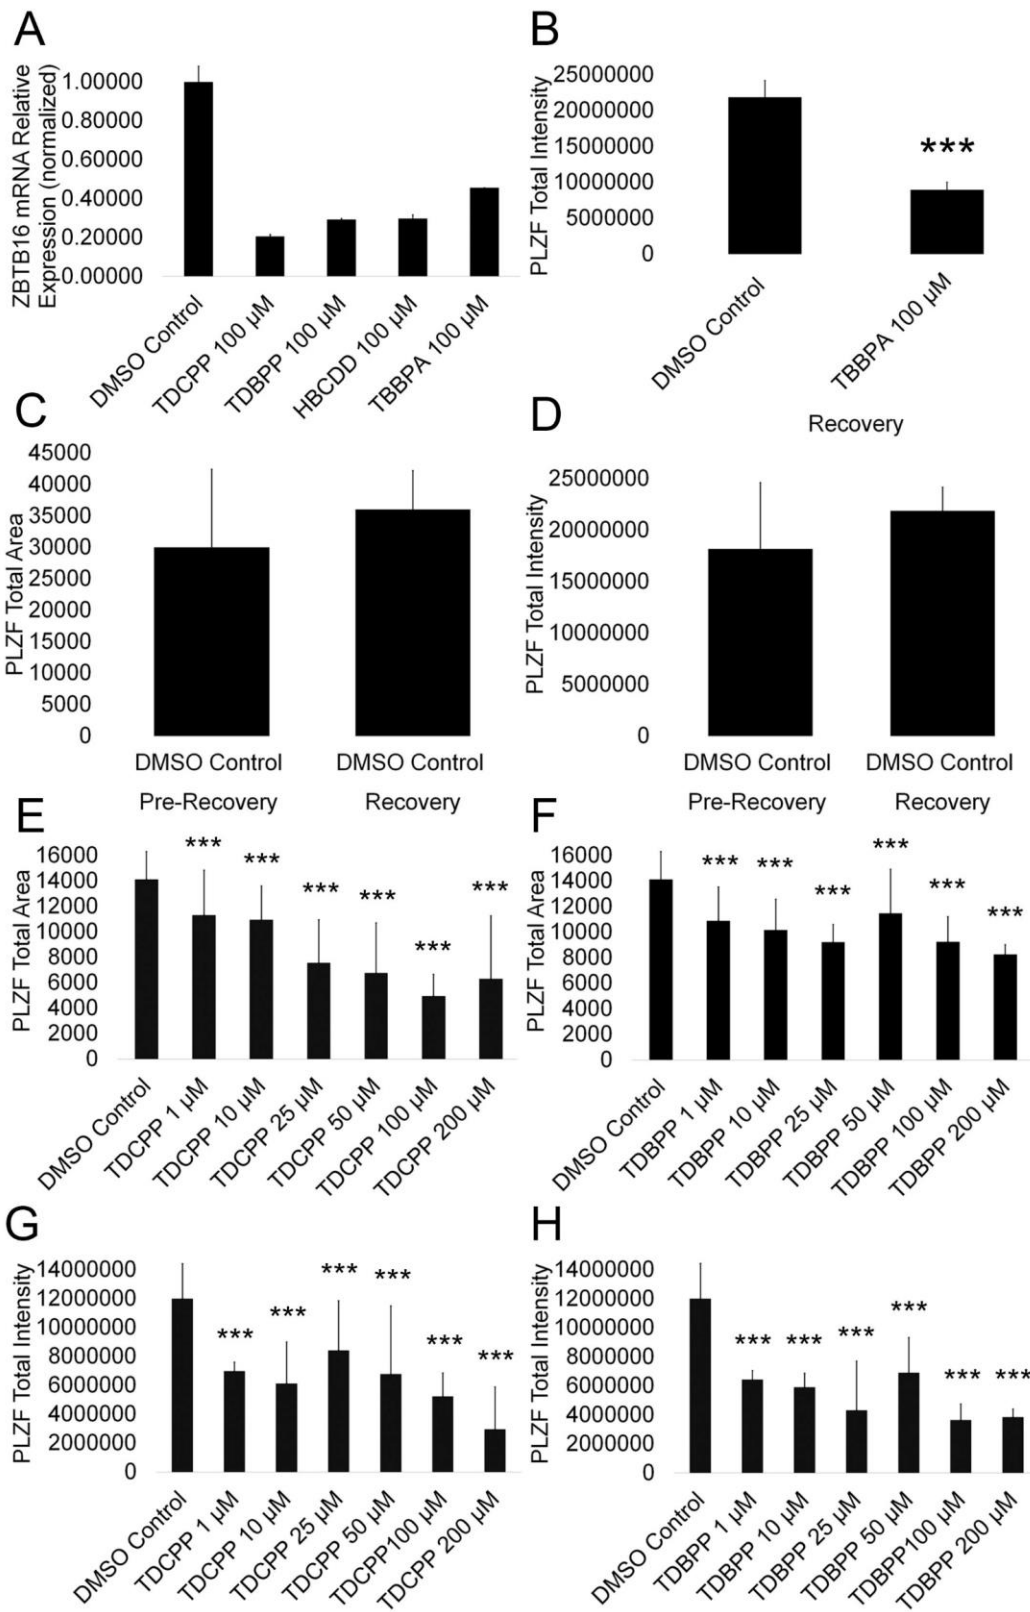 A
ZBTB16 mRNA Relative
Expression (normalized)
1.00000
0.80000
0.60000
0.40000
0.20000
0.00000
DMSO Control
TDCPP 100 µM
TDBPP 100 µM
HBCDD 100 µM
TBBPA 100 µM
B
PLZF Total Intensity
25000000
20000000
15000000
10000000
5000000
0
***
DMSO Control
TBBPA 100 µM
Recovery
C
PLZF Total Area
45000
40000
35000
30000
25000
20000
15000
10000
5000
0
DMSO Control
DMSO Control
Pre-Recovery
Recovery
D
PLZF Total Intensity
25000000
20000000
15000000
10000000
5000000
0
DMSO Control
DMSO Control
Pre-Recovery
Recovery
E
PLZF Total Area
16000
14000
12000
10000
8000
6000
4000
2000
0
*** *** *** *** *** ***
DMSO Control
TDCPP 1 µM
TDCPP 10 µM
TDCPP 25 µM
TDCPP 50 µM
TDCPP 100 µM
TDCPP 200 µM
F
PLZF Total Area
16000
14000
12000
10000
8000
6000
4000
2000
0
*** *** *** *** *** ***
DMSO Control
TDBPP 1 µM
TDBPP 10 µM
TDBPP 25 µM
TDBPP 50 µM
TDBPP 100 µM
TDBPP 200 µM
G
PLZF Total Intensity
14000000
12000000
10000000
8000000
6000000
4000000
2000000
0
*** *** *** *** *** ***
DMSO Control
TDCPP 1 µM
TDCPP 10 µM
TDCPP 25 µM
TDCPP 50 µM
TDCPP100 µM
TDCPP 200 µM
H
PLZF Total Intensity
14000000
12000000
10000000
8000000
6000000
4000000
2000000
0
*** *** *** *** *** ***
DMSO Control
TDBPP 1 µM
TDBPP 10 µM
TDBPP 25 µM
TDBPP 50 µM
TDBPP100 µM
TDBPP 200 µM